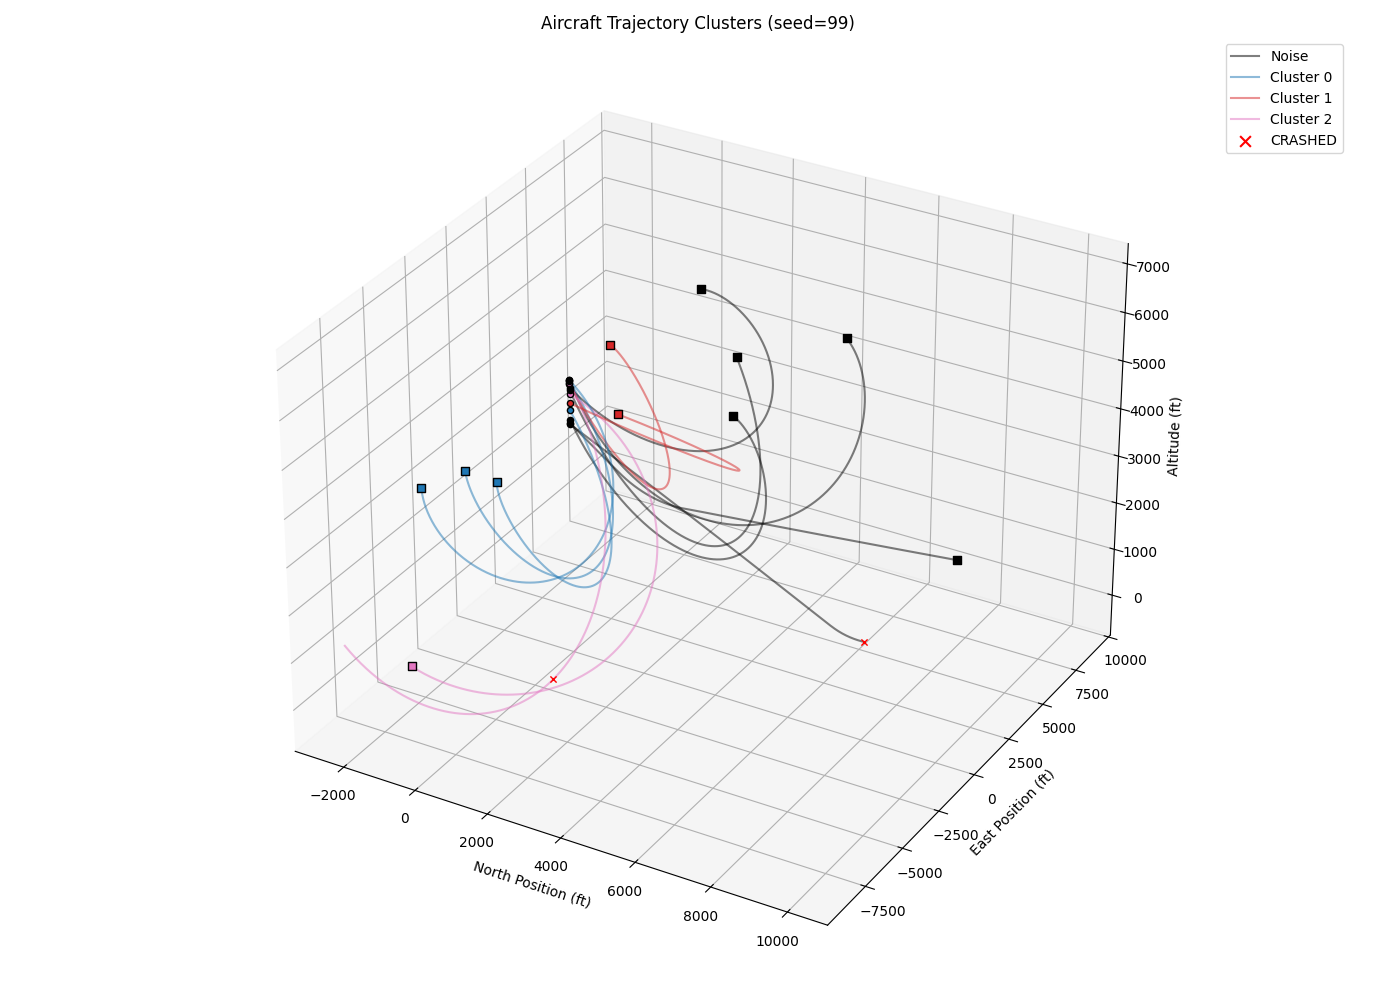 Aircraft Trajectory Clusters (seed=99)
Noise
Cluster 0
Cluster 1
Cluster 2
CRASHED
7000
6000
5000
4000
3000
2000
1000
0
Altitude (ft)
10000
7500
5000
2500
0
−2500
−5000
−7500
East Position (ft)
−2000
0
2000
4000
6000
8000
10000
North Position (ft)